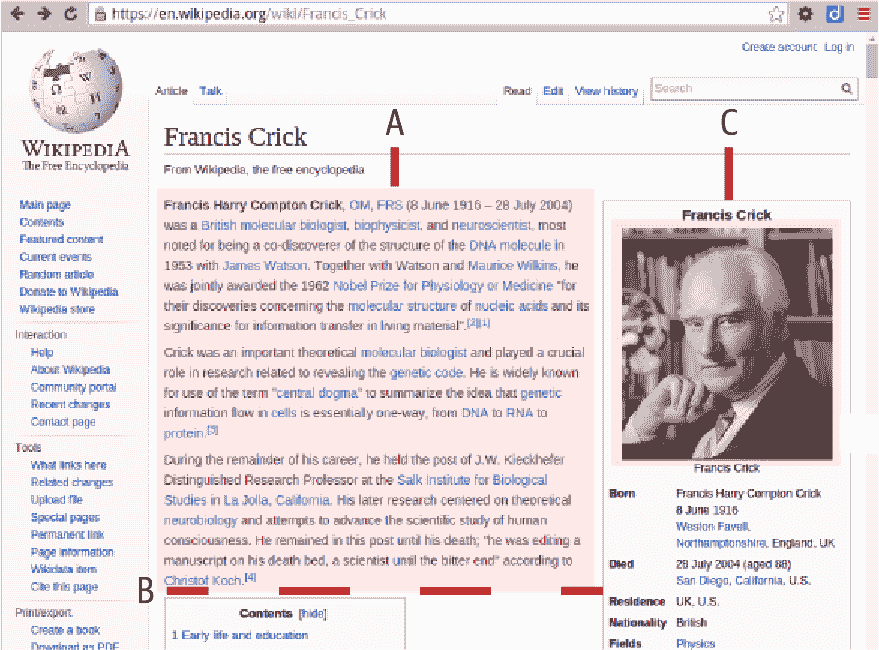 https://en.wikipedia.org/wiki/Francis_Crick
Create account Log in
Article Talk
Read Edit View history Search
A
C
WIKIPEDIA
The Free Encyclopedia
Francis Crick
From Wikipedia, the free encyclopedia
Main page
Contents
Featured content
Current events
Random article
Donate to Wikipedia
Wikipedia store
Interaction
Help
About Wikipedia
Community portal
Recent changes
Contact page
Tools
What links here
Related changes
Upload file
Special pages
Permanent link
Page information
Wikidata item
Cite this page
Print/export
Create a book
Download as PDF
Francis Harry Compton Crick, OM, FRS (8 June 1916 – 28 July 2004)
was a British molecular biologist, biophysicist, and neuroscientist, most
noted for being a co-discoverer of the structure of the DNA molecule in
1953 with James Watson. Together with Watson and Maurice Wilkins, he
was jointly awarded the 1962 Nobel Prize for Physiology or Medicine "for
their discoveries concerning the molecular structure of nucleic acids and its
significance for information transfer in living material".[2][1]
Crick was an important theoretical molecular biologist and played a crucial
role in research related to revealing the genetic code. He is widely known
for use of the term "central dogma" to summarize the idea that genetic
information flow in cells is essentially one-way, from DNA to RNA to
protein.[3]
During the remainder of his career, he held the post of J.W. Kieckhefer
Distinguished Research Professor at the Salk Institute for Biological
Studies in La Jolla, California. His later research centered on theoretical
neurobiology and attempts to advance the scientific study of human
consciousness. He remained in this post until his death; "he was editing a
manuscript on his death bed, a scientist until the bitter end" according to
Christof Koch.[4]
B
Contents [hide]
1 Early life and education
Francis Crick
Francis Crick
Born Francis Harry Compton Crick
8 June 1916
Weston Favell,
Northamptonshire, England, UK
Died 28 July 2004 (aged 88)
San Diego, California, U.S.
Residence UK, U.S.
Nationality British
Fields Physics